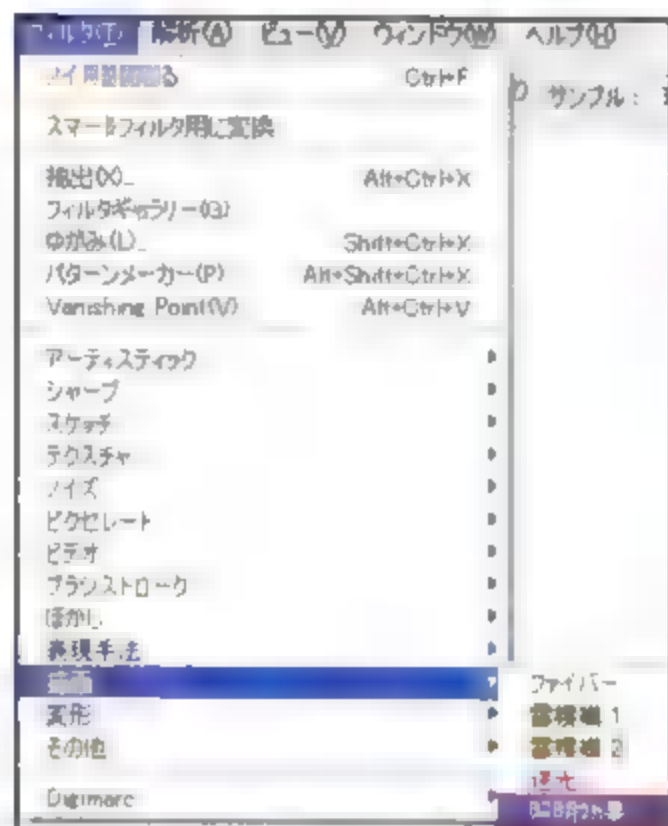 フィルタ(T) 解析(A) ビュー(V) ウィンドウ(W) ヘルプ(H)
Ctrl+F
サンプル：
スマートフィルタ用に変換
抽出(X)... Alt+Ctrl+X
フィルタギャラリー(G)
ゆがみ(L)... Shift+Ctrl+X
パターンメーカー(P) Alt+Shift+Ctrl+X
Vanishing Point(V) Alt+Ctrl+V
アーティスティック
シャープ
スケッチ
テクスチャ
ノイズ
ピクセレート
ビデオ
ブラシストローク
ぼかし
表現手法
描画
変形
その他
Digimarc
ファイバー
雲模様 1
雲模様 2
逆光
照明効果